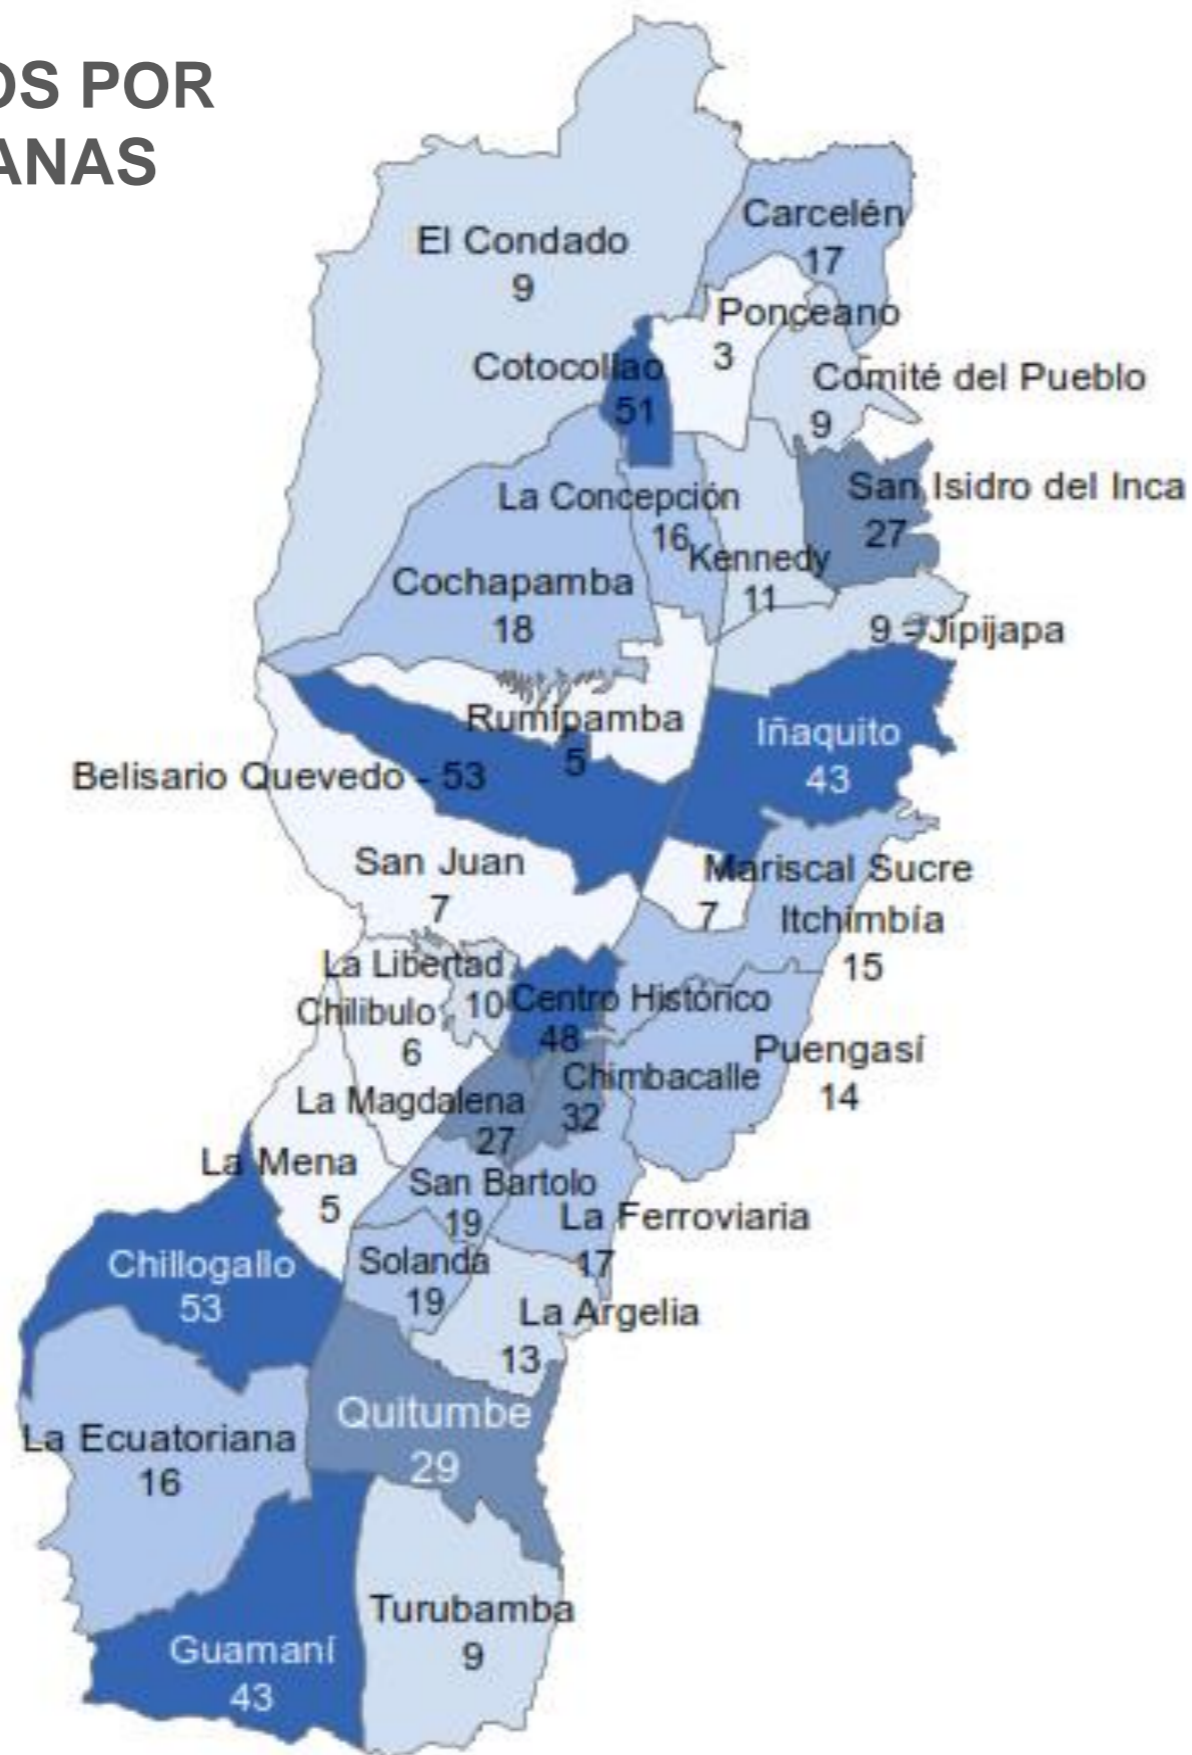 OS POR
ANAS
El Condado
9
Carcelén
17
Ponceano
3
Cotocollao
51
Comité del Pueblo
9
La Concepción
16
San Isidro del Inca
27
Kennedy
11
Cochapamba
18
9 - Jipijapa
Rumipamba
5
Iñaquito
43
Belisario Quevedo - 53
San Juan
7
Mariscal Sucre
7
Itchimbía
15
La Libertad
10
Centro Histórico
48
Chilibulo
6
Puengasí
14
Chimbacalle
32
La Magdalena
27
La Mena
5
San Bartolo
19
La Ferroviaria
17
Chillogallo
53
Solanda
19
La Argelia
13
Quitumbe
29
La Ecuatoriana
16
Turubamba
9
Guamaní
43